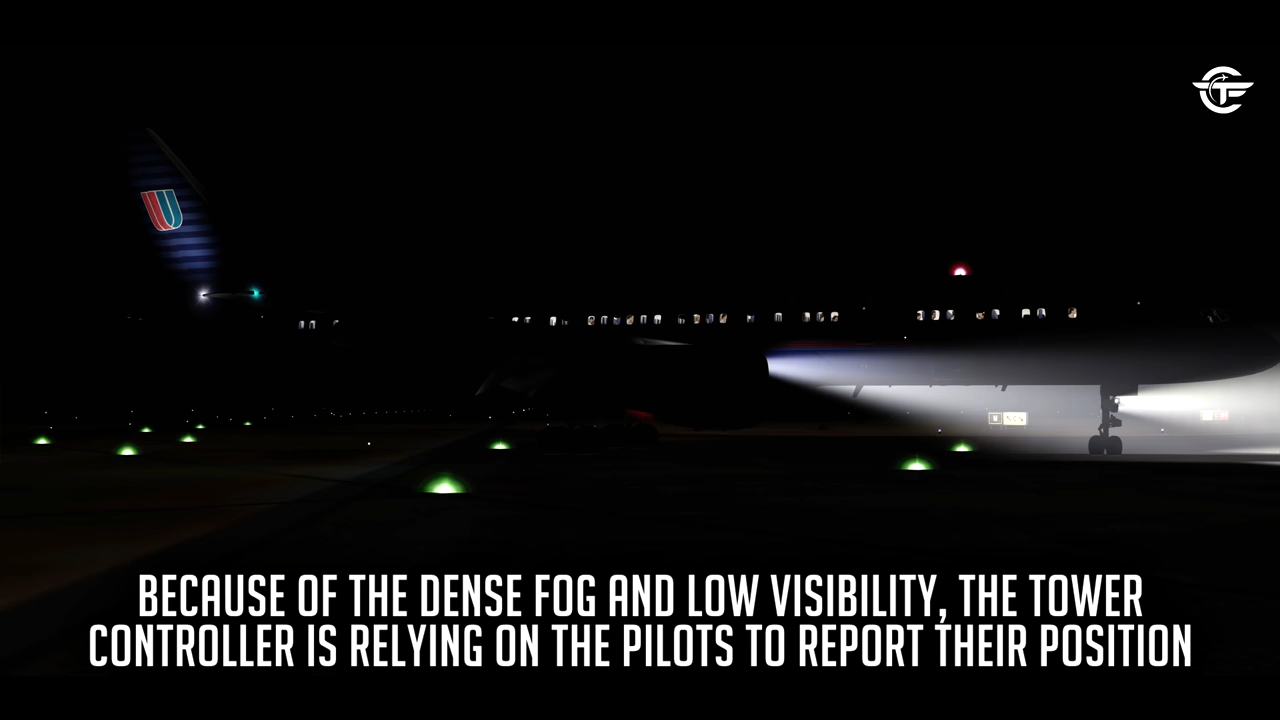 BECAUSE OF THE DENSE FOG AND LOW VISIBILITY, THE TOWER
CONTROLLER IS RELYING ON THE PILOTS TO REPORT THEIR POSITION